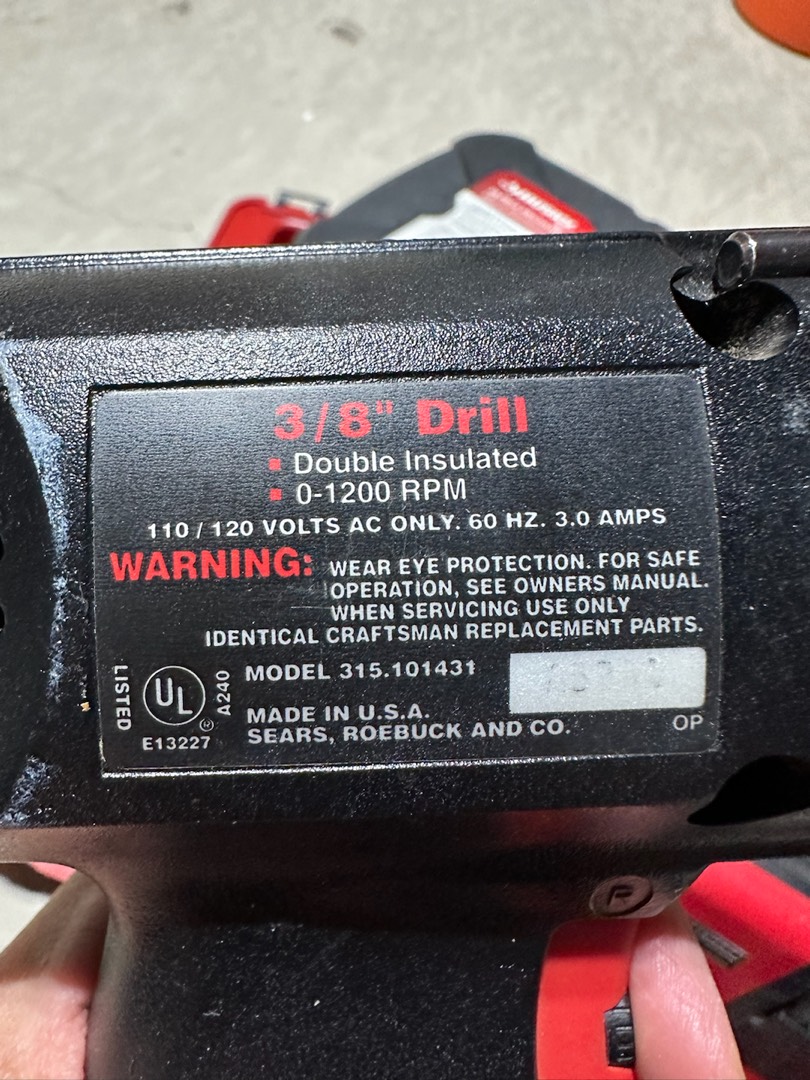 3/8" Drill
▪ Double Insulated
▪ 0-1200 RPM
110 / 120 VOLTS AC ONLY. 60 HZ. 3.0 AMPS
WARNING: WEAR EYE PROTECTION. FOR SAFE
OPERATION, SEE OWNERS MANUAL.
WHEN SERVICING USE ONLY
IDENTICAL CRAFTSMAN REPLACEMENT PARTS.
LISTED
UL
®
A240
E13227
MODEL 315.101431
MADE IN U.S.A.
SEARS, ROEBUCK AND CO.
OP